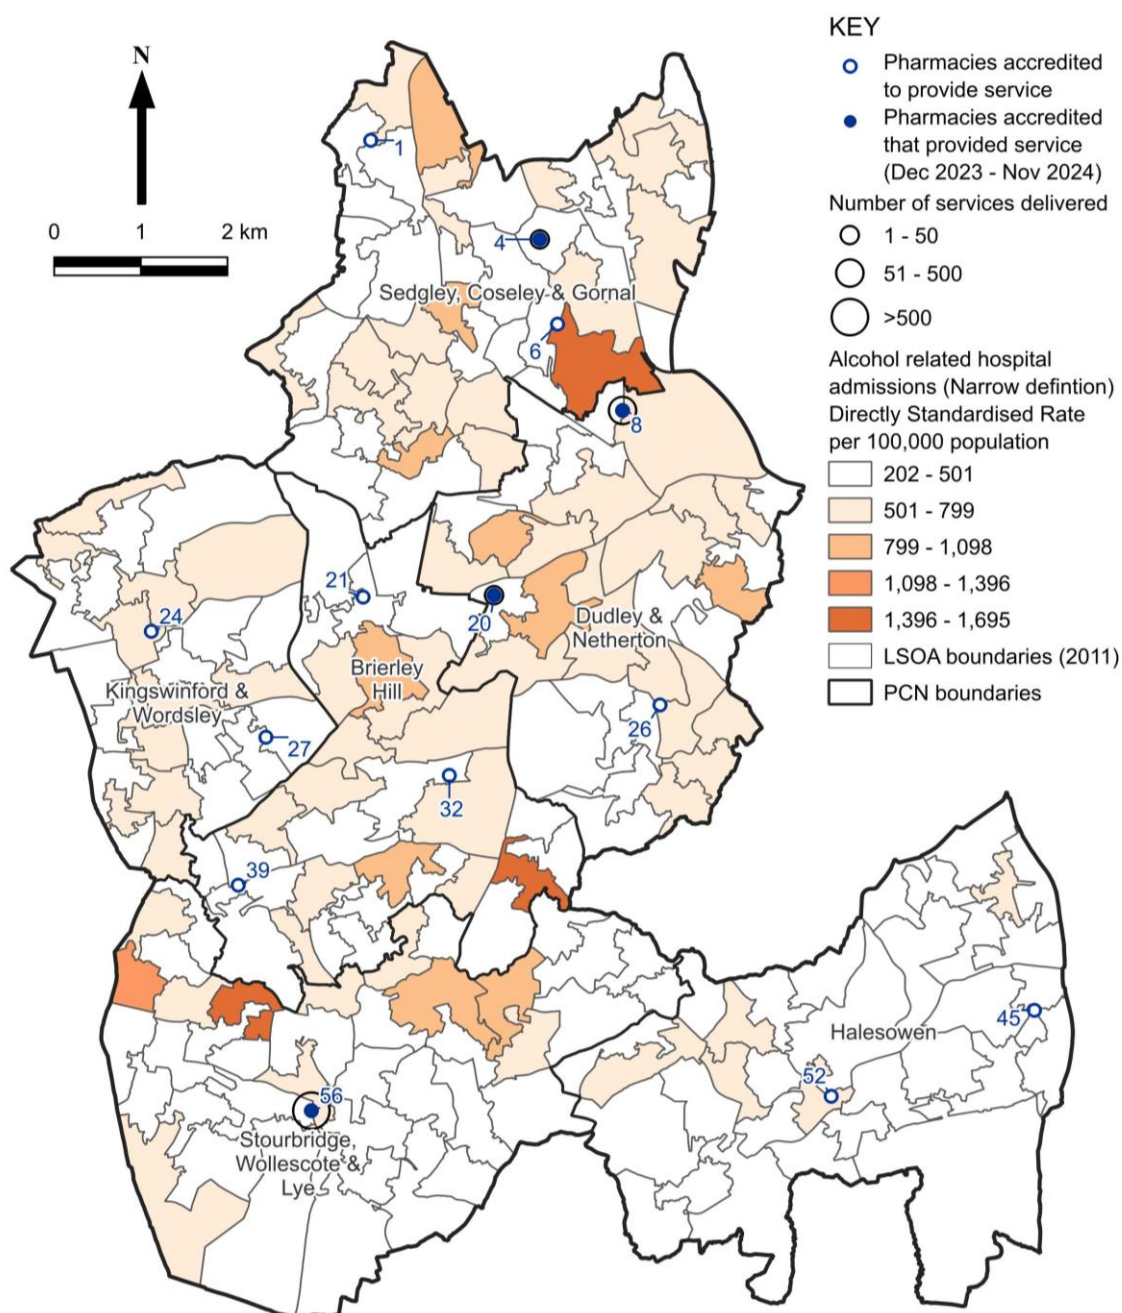 KEY
Pharmacies accredited
to provide service
Pharmacies accredited
that provided service
(Dec 2023 - Nov 2024)
Number of services delivered
1 - 50
51 - 500
>500
Alcohol related hospital
admissions (Narrow defintion)
Directly Standardised Rate
per 100,000 population
202 - 501
501 - 799
799 - 1,098
1,098 - 1,396
1,396 - 1,695
LSOA boundaries (2011)
PCN boundaries
N
0 1 2 km
1
4
Sedgley, Coseley & Gornal
6
8
21
20
24
Dudley &
Netherton
Brierley
Hill
Kingswinford &
Wordsley
26
27
32
39
45
Halesowen
52
56
Stourbridge,
Wollescote &
Lye